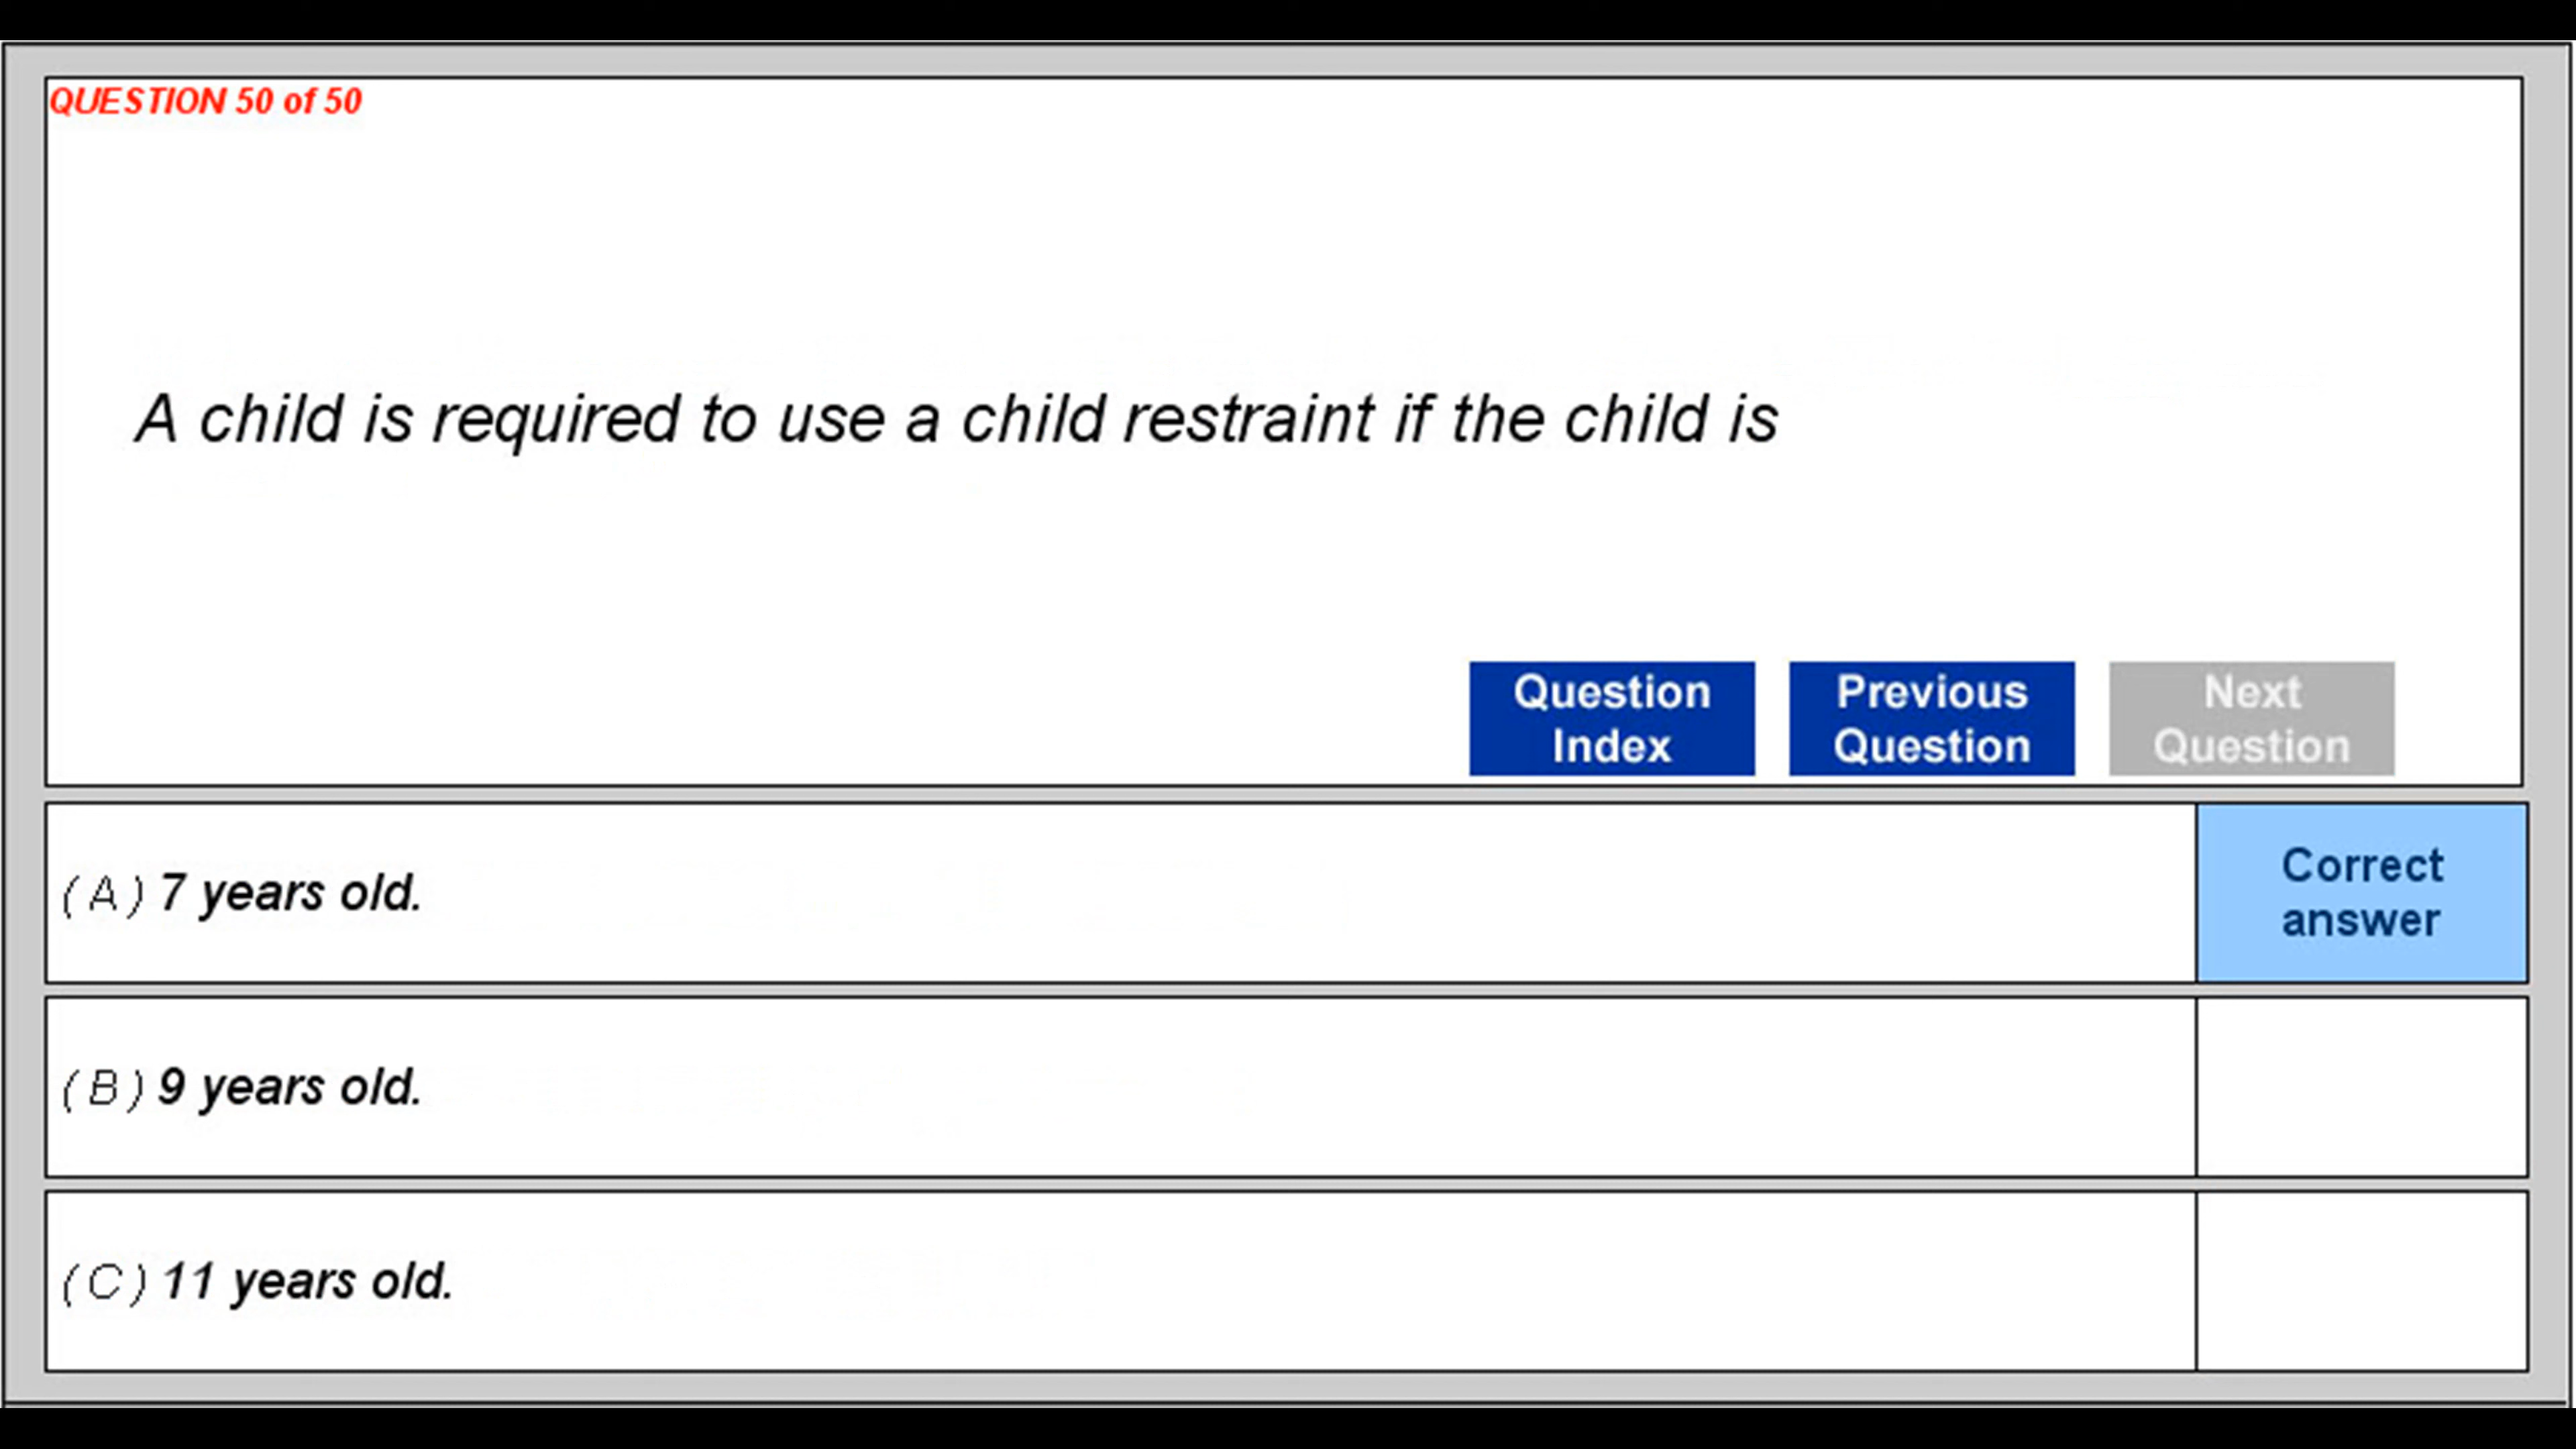 QUESTION 50 of 50
A child is required to use a child restraint if the child is
Question
Index
Previous
Question
Next
Question
(A) 7 years old.
Correct
answer
(B) 9 years old.
(C) 11 years old.